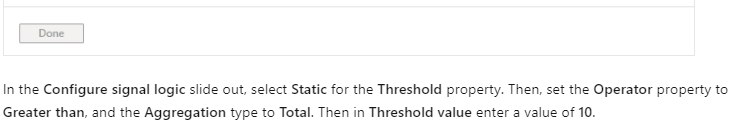 Done
In the Configure signal logic slide out, select Static for the Threshold property. Then, set the Operator property to
Greater than, and the Aggregation type to Total. Then in Threshold value enter a value of 10.